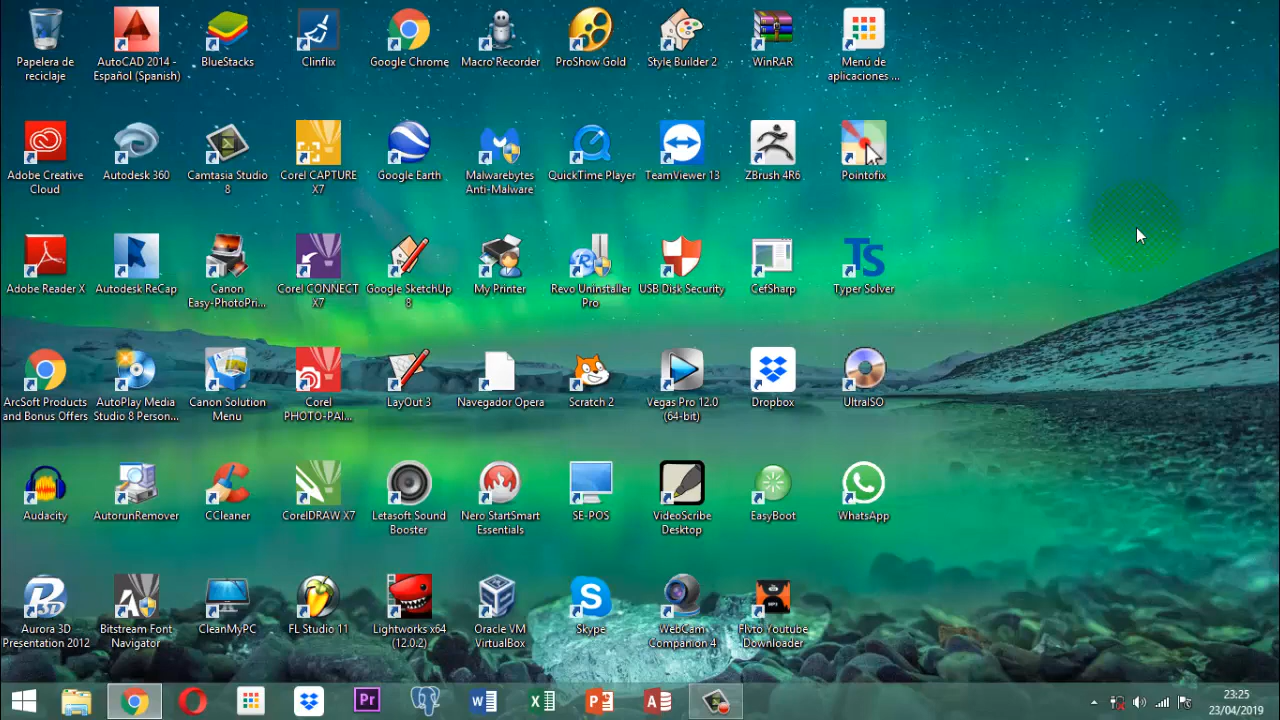 Papelera de
reciclaje
AutoCAD 2014 -
Español (Spanish)
BlueStacks
Clinflix
Google Chrome
Macro Recorder
ProShow Gold
Style Builder 2
WinRAR
Menú de
aplicaciones ...
Adobe Creative
Cloud
Autodesk 360
Camtasia Studio
8
Corel CAPTURE
X7
Google Earth
Malwarebytes
Anti-Malware
QuickTime Player
TeamViewer 13
ZBrush 4R6
Pointofix
Adobe Reader X
Autodesk ReCap
Canon
Easy-PhotoPri...
Corel CONNECT
X7
Google SketchUp
8
My Printer
Revo Uninstaller
Pro
USB Disk Security
CefSharp
TS
Typer Solver
ArcSoft Products
and Bonus Offers
AutoPlay Media
Studio 8 Person...
Canon Solution
Menu
Corel
PHOTO-PAI...
LayOut 3
Navegador Opera
Scratch 2
Vegas Pro 12.0
(64-bit)
Dropbox
UltraISO
Audacity
AutorunRemover
CCleaner
CorelDRAW X7
Letasoft Sound
Booster
Nero StartSmart
Essentials
SE-POS
VideoScribe
Desktop
EasyBoot
WhatsApp
Aurora 3D
Presentation 2012
Bitstream Font
Navigator
CleanMyPC
FL Studio 11
Lightworks x64
(12.0.2)
Oracle VM
VirtualBox
Skype
WebCam
Companion 4
Flvto Youtube
Downloader
Pr
23:25
23/04/2019